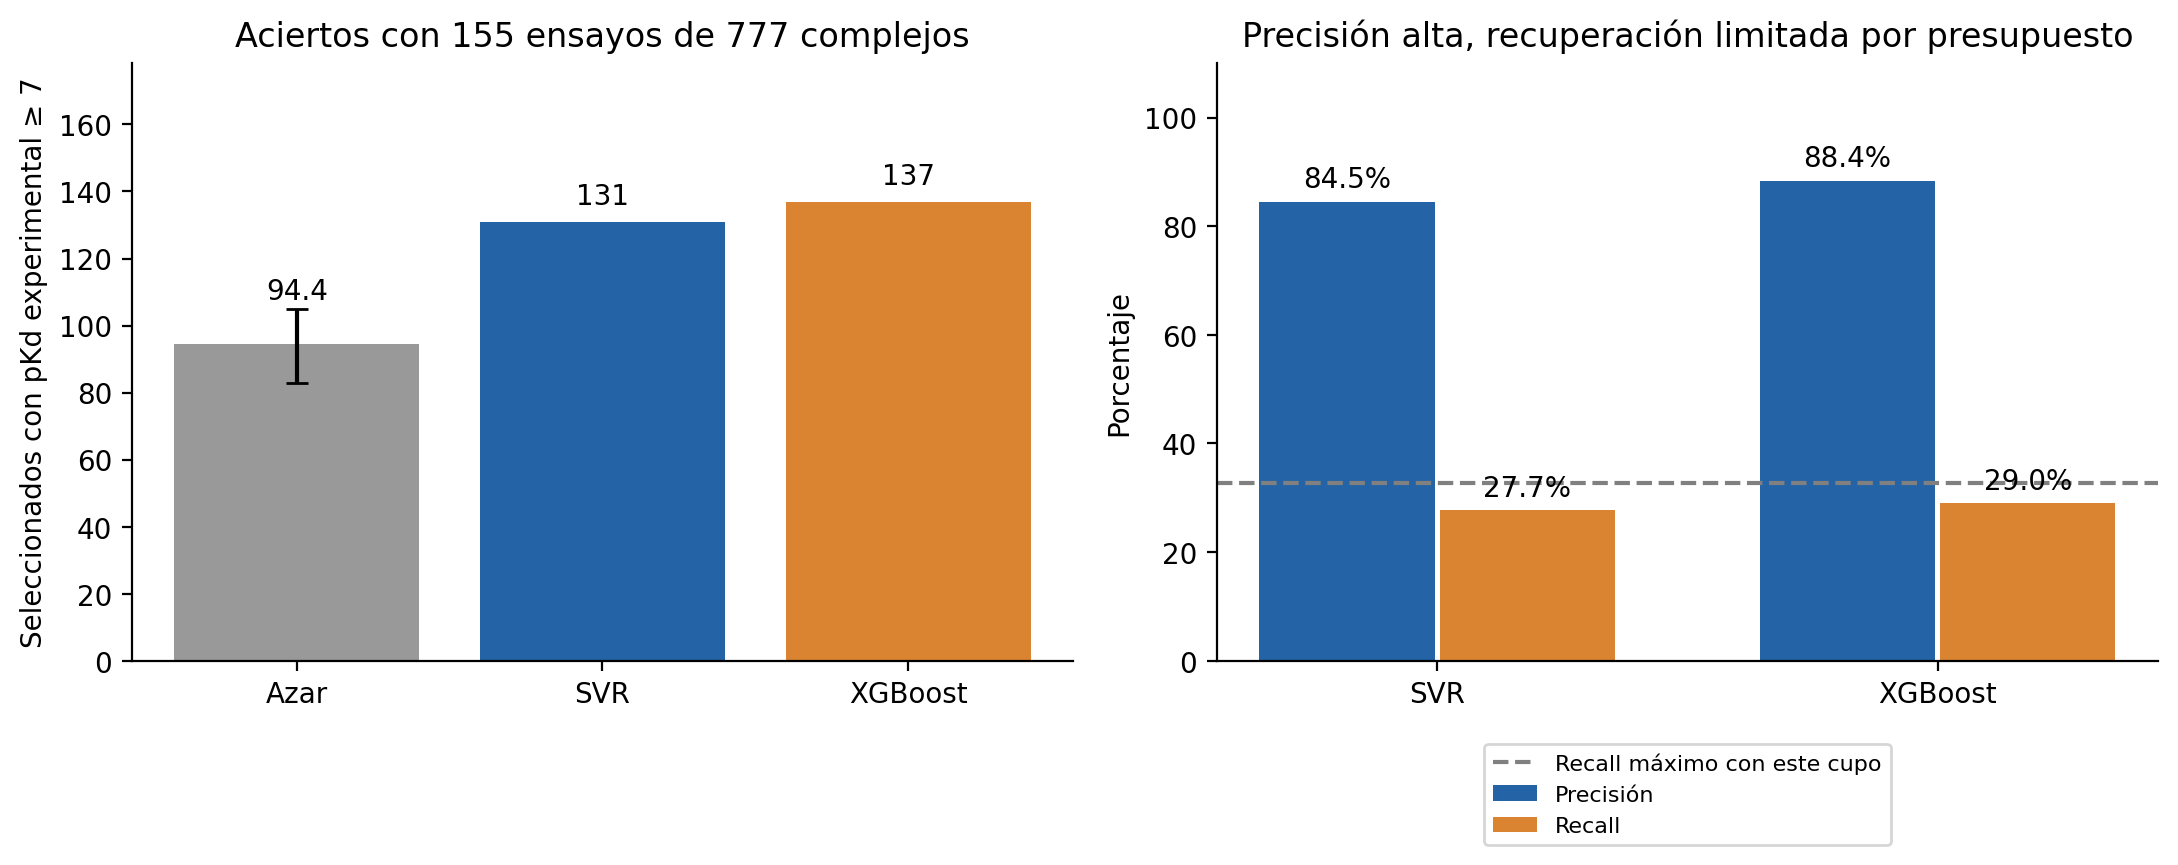 Aciertos con 155 ensayos de 777 complejos
Seleccionados con pKd experimental ≥ 7
160
140
120
100
80
60
40
20
0
94.4
131
137
Azar
SVR
XGBoost
Precisión alta, recuperación limitada por presupuesto
Porcentaje
100
80
60
40
20
0
84.5%
27.7%
88.4%
29.0%
SVR
XGBoost
Recall máximo con este cupo
Precisión
Recall